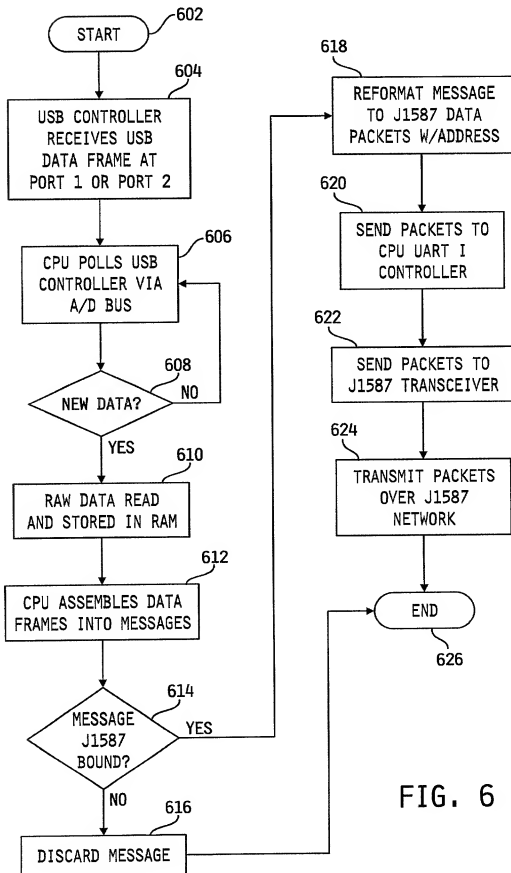 START
602
604
USB CONTROLLER
RECEIVES USB
DATA FRAME AT
PORT 1 OR PORT 2
606
CPU POLLS USB
CONTROLLER VIA
A/D BUS
608
NEW DATA?
NO
YES
610
RAW DATA READ
AND STORED IN RAM
612
CPU ASSEMBLES DATA
FRAMES INTO MESSAGES
614
MESSAGE
J1587
BOUND?
YES
NO
616
DISCARD MESSAGE
618
REFORMAT MESSAGE
TO J1587 DATA
PACKETS W/ADDRESS
620
SEND PACKETS TO
CPU UART I
CONTROLLER
622
SEND PACKETS TO
J1587 TRANSCEIVER
624
TRANSMIT PACKETS
OVER J1587
NETWORK
END
626
FIG. 6